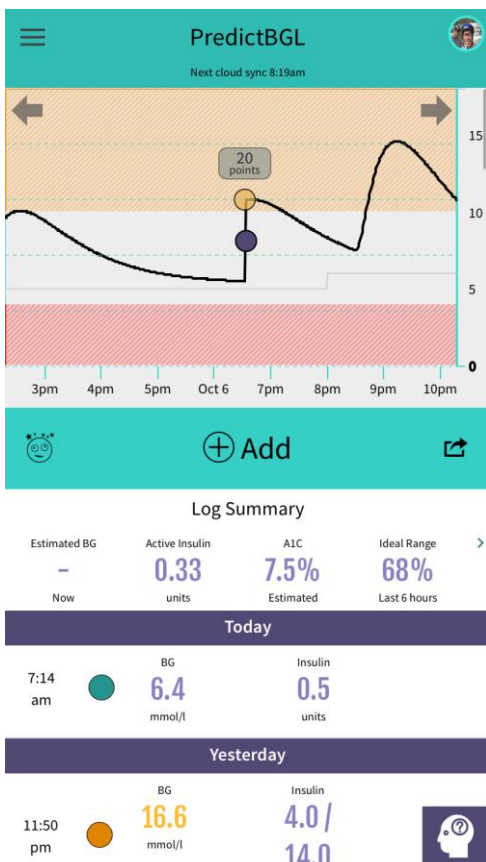 PredictBGL
Next cloud sync 8:19am
20
points
15
10
5
0
3pm 4pm 5pm Oct 6 7pm 8pm 9pm 10pm
Add
Log Summary
Estimated BG Active Insulin A1C Ideal Range
- 0.33 7.5% 68%
Now units Estimated Last 6 hours
Today
BG Insulin
7:14 am 6.4 0.5
mmol/l units
Yesterday
BG Insulin
11:50 pm 16.6 4.0 /
mmol/l 14.0